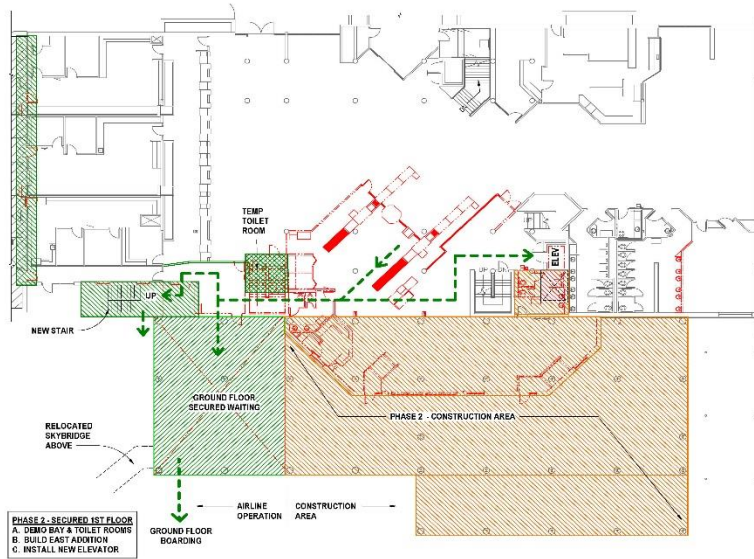 TEMP
TOILET
ROOM
ELEV
UP
DN
UP
NEW STAIR
GROUND FLOOR
SECURED WAITING
PHASE 2 - CONSTRUCTION AREA
RELOCATED
SKYBRIDGE
ABOVE
AIRLINE
OPERATION
CONSTRUCTION
AREA
GROUND FLOOR
BOARDING
PHASE 2 - SECURED 1ST FLOOR
A. DEMO BAY & TOILET ROOMS
B. BUILD EAST ADDITION
C. INSTALL NEW ELEVATOR